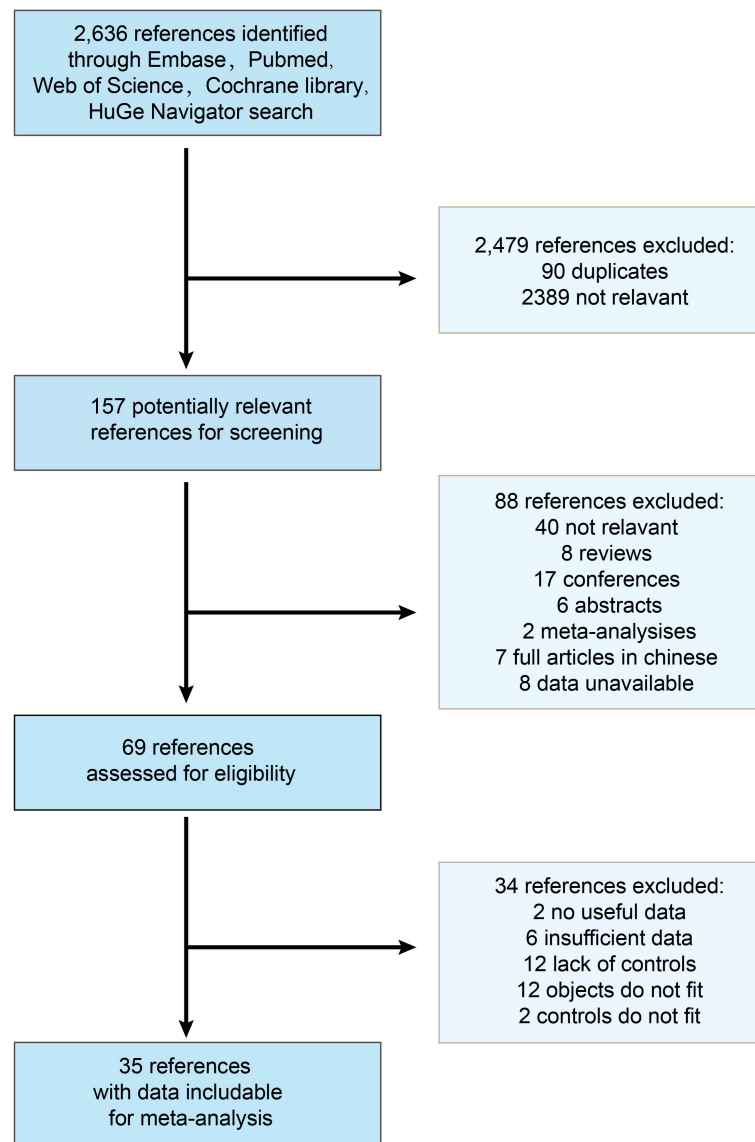 2,636 references identified
through Embase，Pubmed,
Web of Science，Cochrane library,
HuGe Navigator search
2,479 references excluded:
90 duplicates
2389 not relavant
157 potentially relevant
references for screening
88 references excluded:
40 not relavant
8 reviews
17 conferences
6 abstracts
2 meta-analysises
7 full articles in chinese
8 data unavailable
69 references
assessed for eligibility
34 references excluded:
2 no useful data
6 insufficient data
12 lack of controls
12 objects do not fit
2 controls do not fit
35 references
with data includable
for meta-analysis